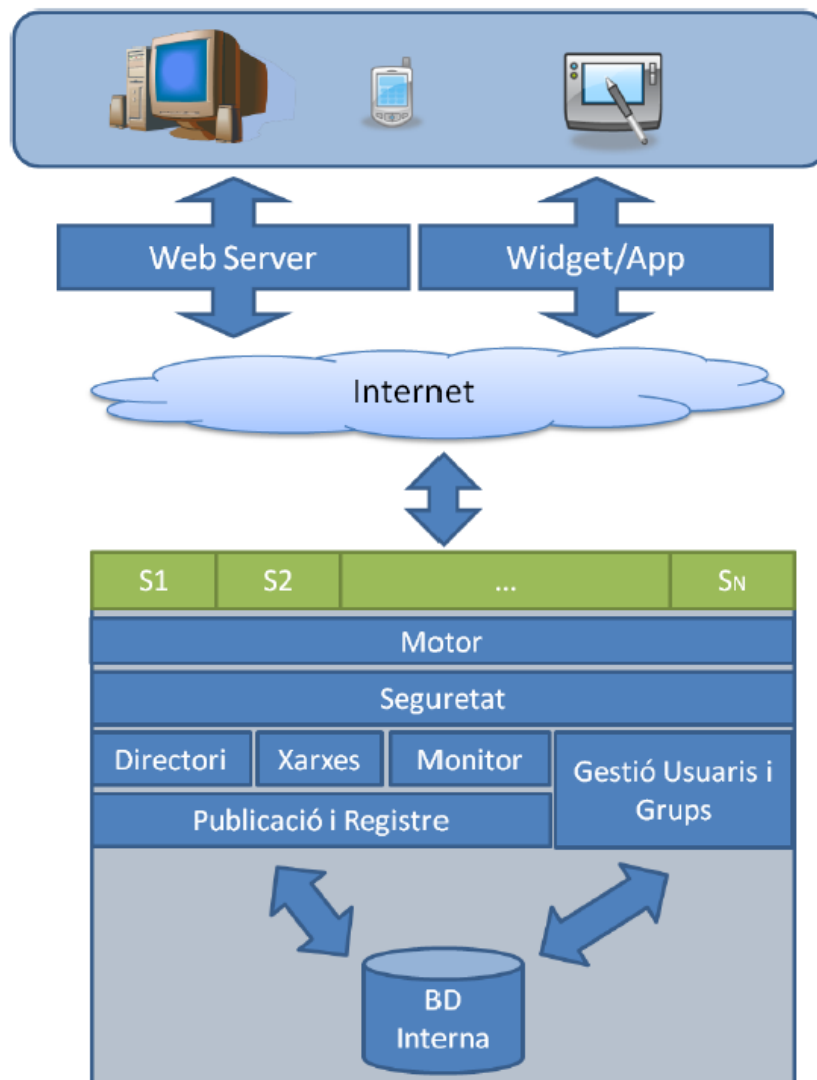 Web Server
Widget/App
Internet
S1
S2
...
SN
Motor
Seguretat
Directori
Xarxes
Monitor
Gestió Usuaris i
Grups
Publicació i Registre
BD
Interna